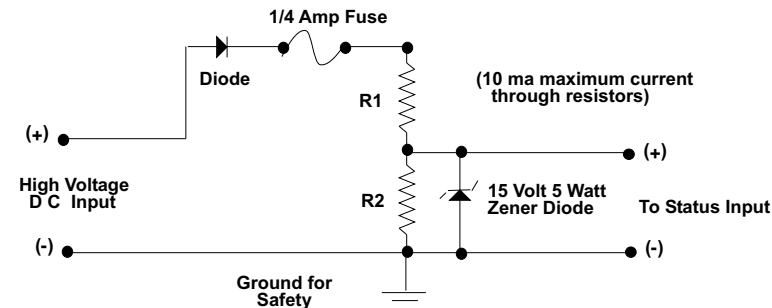 1/4 Amp Fuse
Diode
R1
(10 ma maximum current
through resistors)
(+)
(+)
High Voltage
D C Input
R2
15 Volt 5 Watt
Zener Diode
To Status Input
(-)
(-)
Ground for
Safety